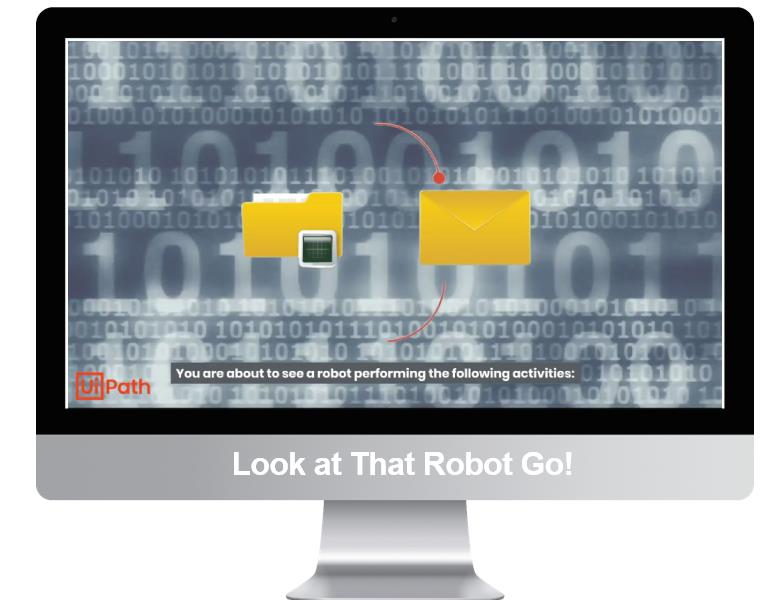 You are about to see a robot performing the following activities:
UiPath
Look at That Robot Go!